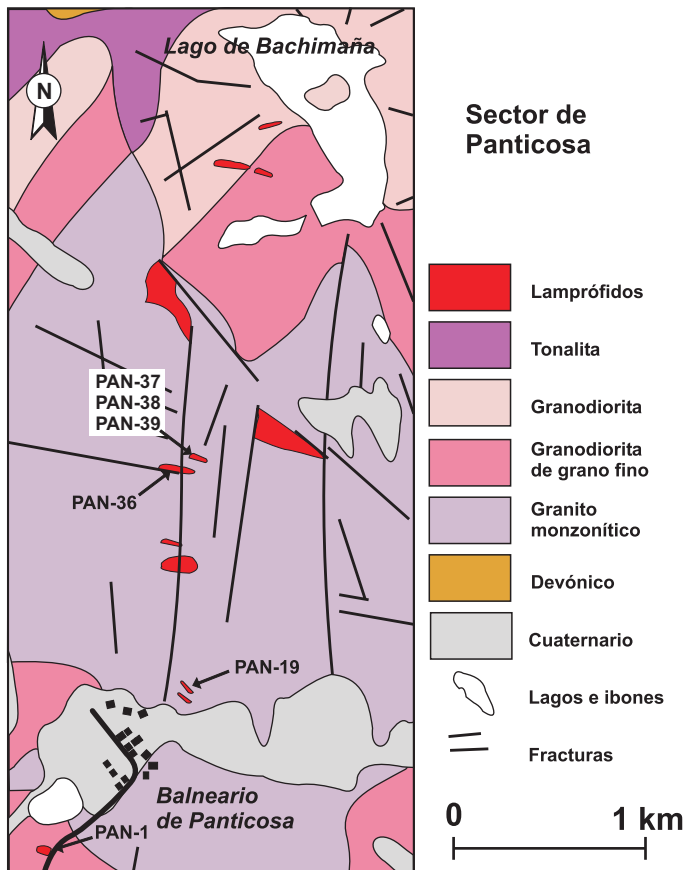 Lago de Bachimaña
N
Sector de
Panticosa
Lamprófidos
Tonalita
Granodiorita
PAN-37
PAN-38
PAN-39
Granodiorita
de grano fino
PAN-36
Granito
monzonítico
Devónico
Cuaternario
PAN-19
Lagos e ibones
Fracturas
Balneario
de Panticosa
PAN-1
0
1 km